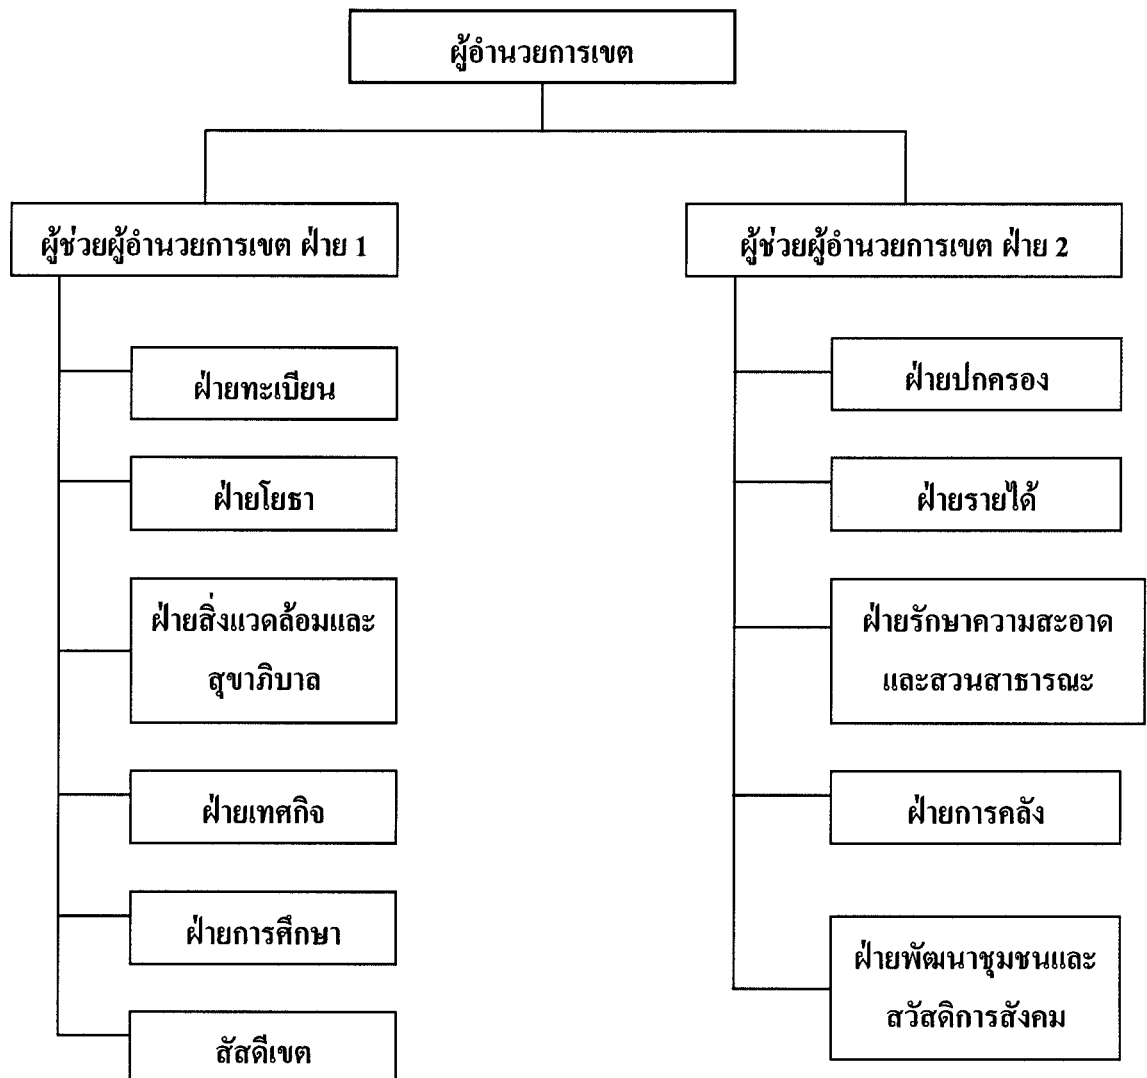 ผู้อำนวยการเขต
ผู้ช่วยผู้อำนวยการเขต ฝ่าย 1
ฝ่ายทะเบียน
ฝ่ายโยธา
ฝ่ายสิ่งแวดล้อมและ
สุขาภิบาล
ฝ่ายเทศกิจ
ฝ่ายการศึกษา
สัสดีเขต
ผู้ช่วยผู้อำนวยการเขต ฝ่าย 2
ฝ่ายปกครอง
ฝ่ายรายได้
ฝ่ายรักษาความสะอาด
และสวนสาธารณะ
ฝ่ายการคลัง
ฝ่ายพัฒนาชุมชนและ
สวัสดิการสังคม